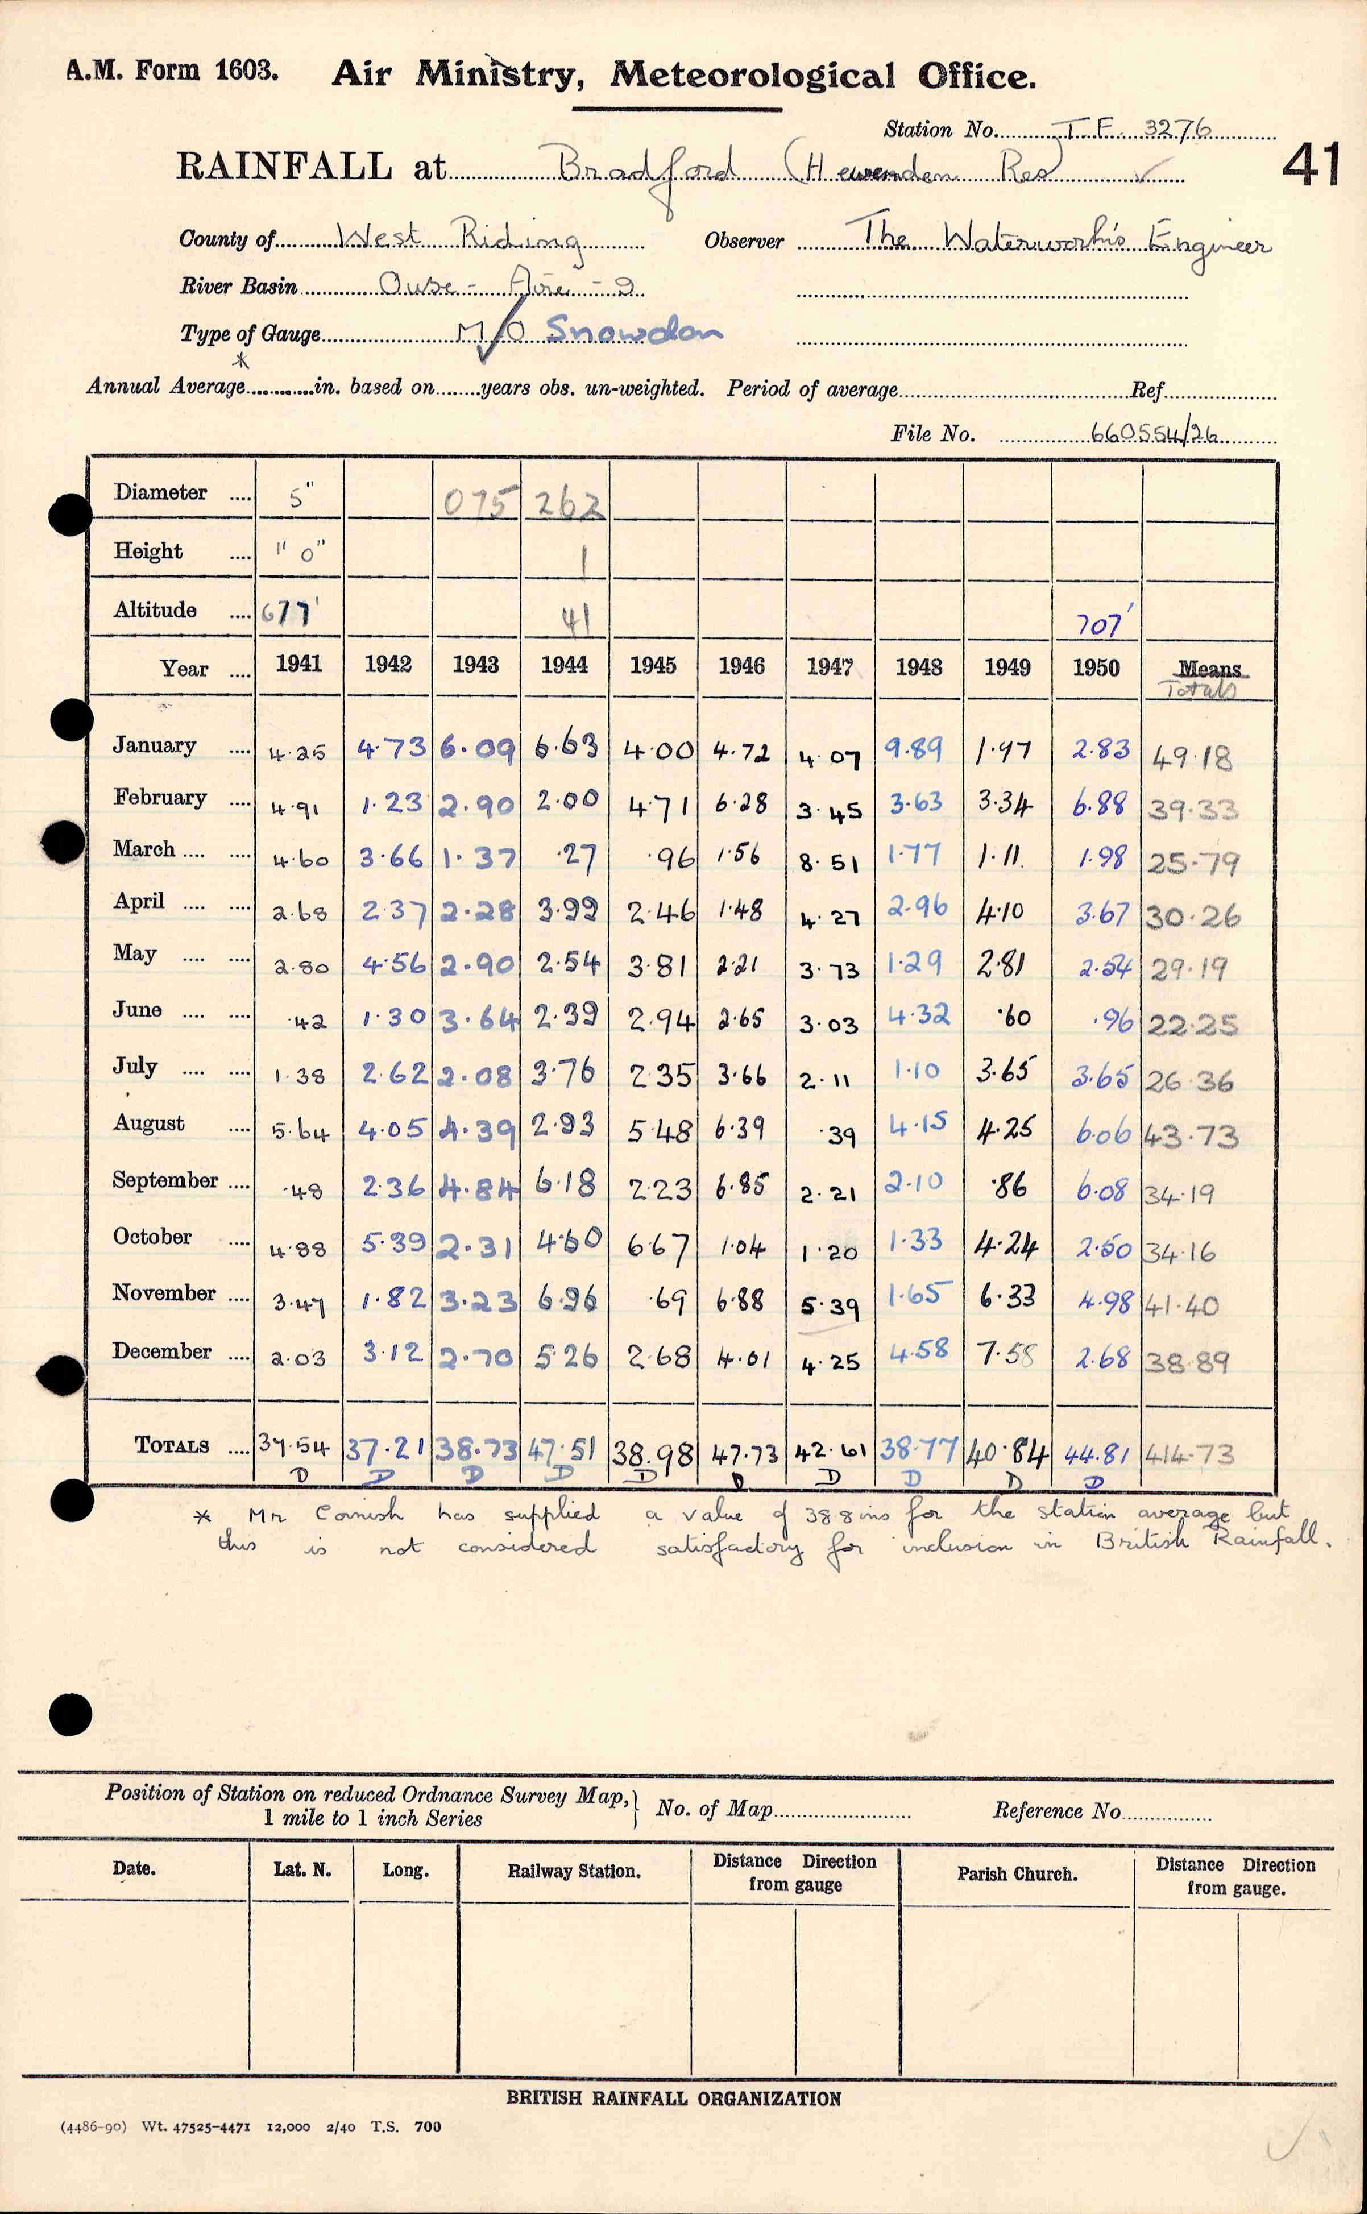 A.M. Form 1603. Air Ministry, Meteorological Office.
Station No. T.F. 3276
41
RAINFALL at Bradford (Hewenden Res)
County of West Riding Observer The Waterworks Engineer
River Basin Ouse - Aire - 9
Type of Gauge M/O Snowdon
*
Annual Average in. based on years obs. un-weighted. Period of average Ref
File No. 660554/26
Diameter 5" 075 262
Height 1' 0" 1
Altitude 677' 41 707'
Year 1941 1942 1943 1944 1945 1946 1947 1948 1949 1950 Means
Totals
January 4.25 4.73 6.09 6.63 4.00 4.72 4.07 9.89 1.97 2.83 49.18
February 4.91 1.23 2.90 2.00 4.71 6.28 3.45 3.63 3.34 6.88 39.33
March 4.60 3.66 1.37 .27 .96 1.56 8.51 1.77 1.11 1.98 25.79
April 2.68 2.37 2.28 3.99 2.46 1.48 4.27 2.96 4.10 3.67 30.26
May 2.80 4.56 2.90 2.54 3.81 2.21 3.73 1.29 2.81 2.54 29.19
June .42 1.30 3.64 2.39 2.94 2.65 3.03 4.32 .60 .96 22.25
July 1.38 2.62 2.08 3.76 2.35 3.66 2.11 1.10 3.65 3.65 26.36
August 5.64 4.05 4.39 2.93 5.48 6.39 .39 4.15 4.25 6.06 43.73
September .48 2.36 4.84 6.18 2.23 6.85 2.21 2.10 .86 6.08 34.19
October 4.88 5.39 2.31 4.60 6.67 1.04 1.20 1.33 4.24 2.50 34.16
November 3.47 1.82 3.23 6.96 .69 6.88 5.39 1.65 6.33 4.98 41.40
December 2.03 3.12 2.70 5.26 2.68 4.01 4.25 4.58 7.58 2.68 38.89
TOTALS 37.54 37.21 38.73 47.51 38.98 47.73 42.61 38.77 40.84 44.81 414.73
D D D D D D D D D D
* Mr Cornish has supplied a value of 38.8 ins for the station average but
this is not considered satisfactory for inclusion in British Rainfall.
Position of Station on reduced Ordnance Survey Map,
1 mile to 1 inch Series
No. of Map Reference No
Date. Lat. N. Long. Railway Station. Distance Direction from gauge Parish Church. Distance Direction from gauge.
BRITISH RAINFALL ORGANIZATION
(4486-90) Wt. 47525-4471 12,000 2/40 T.S. 700